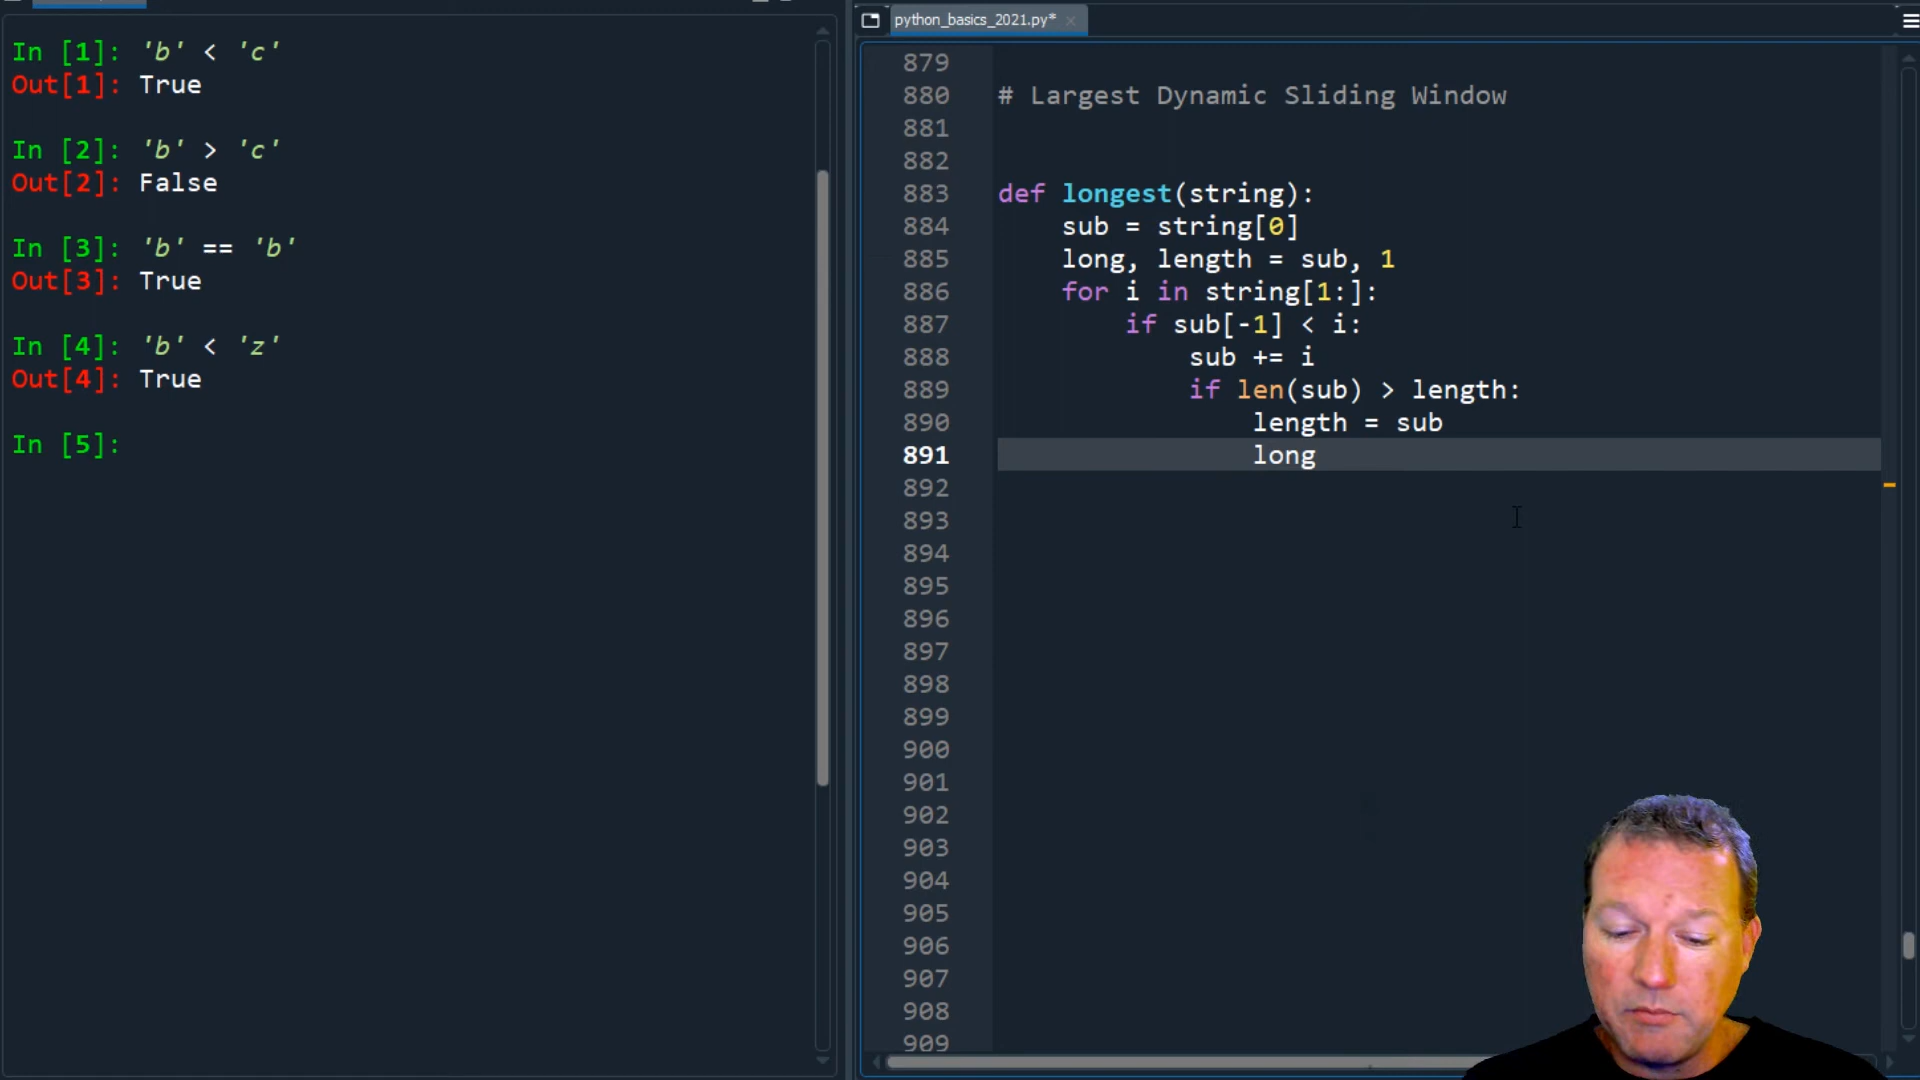 In [1]: 'b' < 'c'
Out[1]: True
In [2]: 'b' > 'c'
Out[2]: False
In [3]: 'b' == 'b'
Out[3]: True
In [4]: 'b' < 'z'
Out[4]: True
In [5]:
python_basics_2021.py*
879
880 # Largest Dynamic Sliding Window
881
882
883 def longest(string):
884     sub = string[0]
885     long, length = sub, 1
886     for i in string[1:]:
887         if sub[-1] < i:
888             sub += i
889             if len(sub) > length:
890                 length = sub
891                 long
892
893
894
895
896
897
898
899
900
901
902
903
904
905
906
907
908
909